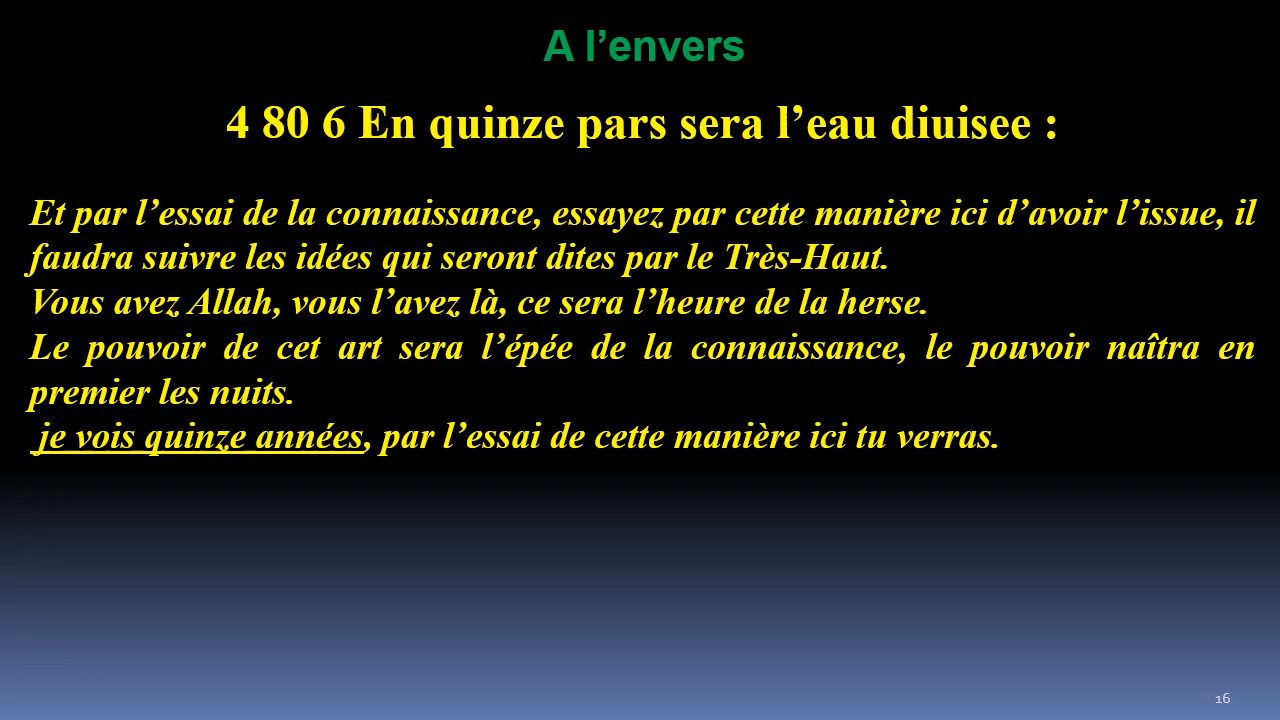 A l’envers
4 80 6 En quinze pars sera l’eau diuisee :
Et par l’essai de la connaissance, essayez par cette manière ici d’avoir l’issue, il
faudra suivre les idées qui seront dites par le Très-Haut.
Vous avez Allah, vous l’avez là, ce sera l’heure de la herse.
Le pouvoir de cet art sera l’épée de la connaissance, le pouvoir naîtra en
premier les nuits.
je vois quinze années, par l’essai de cette manière ici tu verras.
16